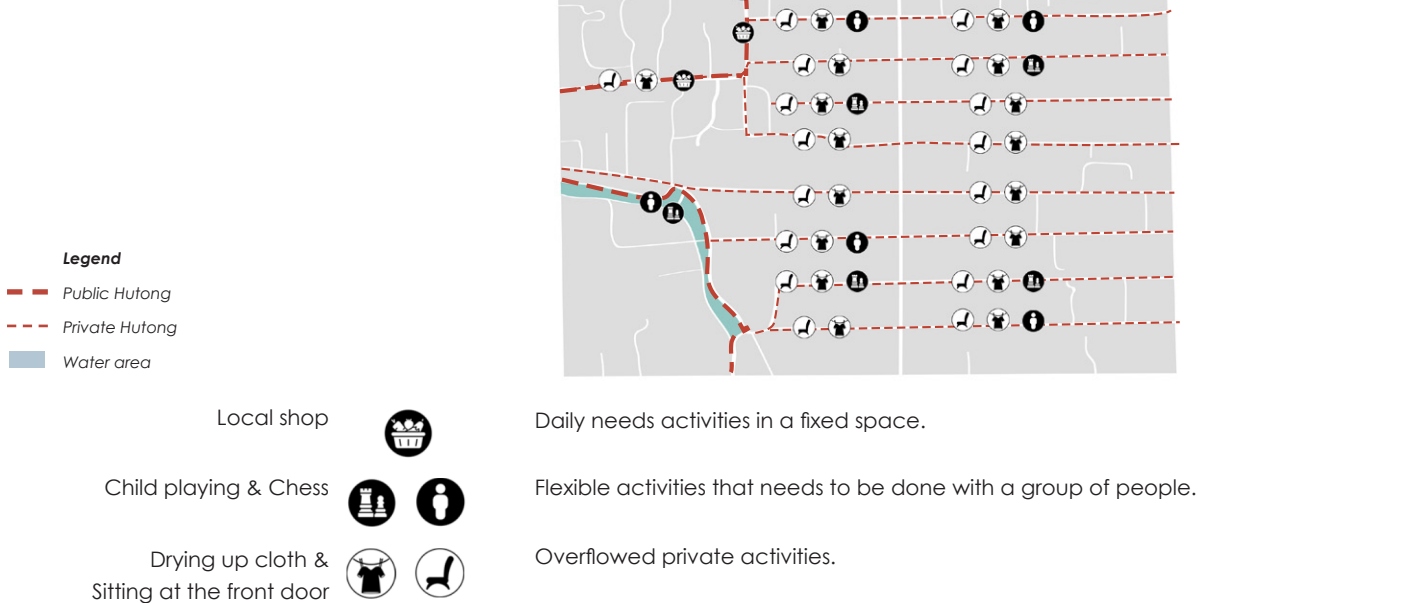 Legend
Public Hutong
Private Hutong
Water area
Local shop
Daily needs activities in a fixed space.
Child playing & Chess
Flexible activities that needs to be done with a group of people.
Drying up cloth &
Sitting at the front door
Overflowed private activities.